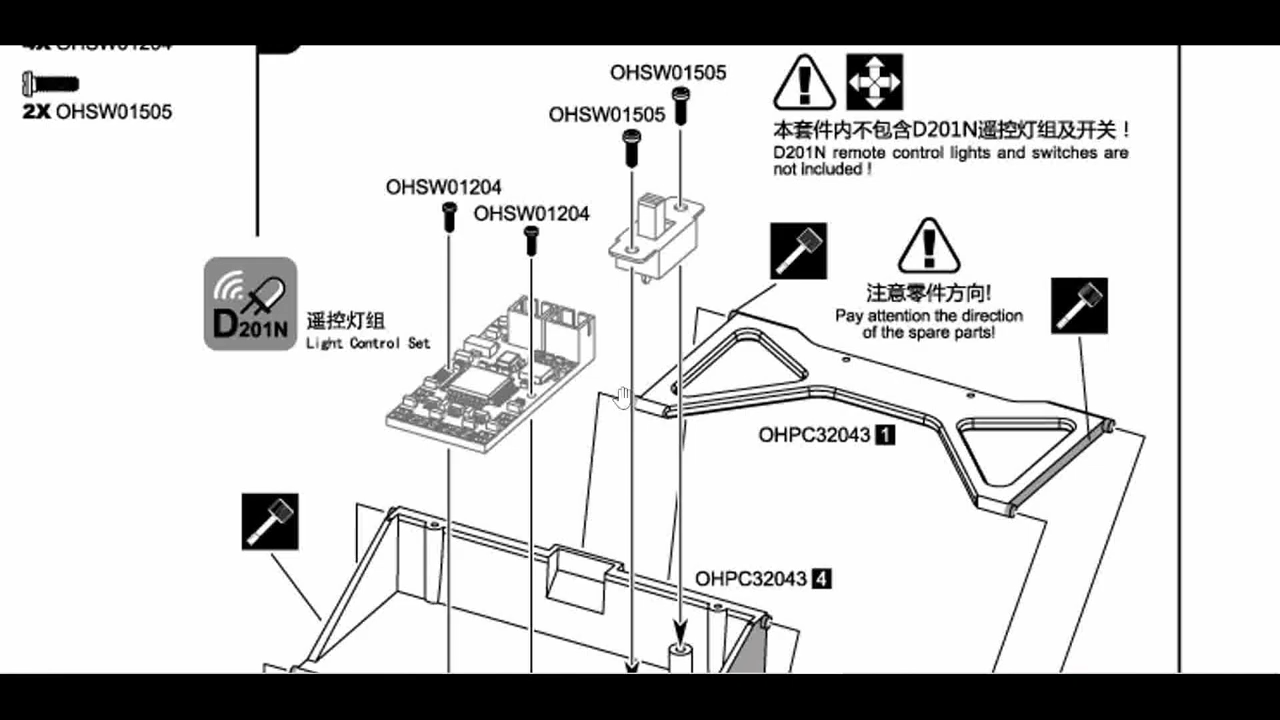 4X OHSW01204
2X OHSW01505
OHSW01505
OHSW01505
本套件内不包含D201N遥控灯组及开关！
D201N remote control lights and switches are
not included !
OHSW01204
OHSW01204
注意零件方向!
Pay attention the direction
of the spare parts!
D201N
遥控灯组
Light Control Set
OHPC32043 1
OHPC32043 4